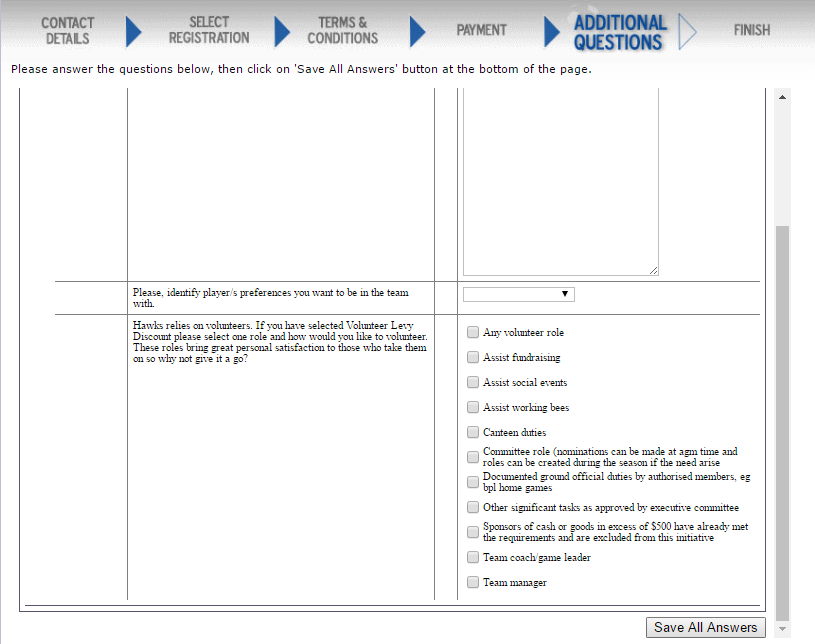 CONTACT DETAILS
SELECT REGISTRATION
TERMS & CONDITIONS
PAYMENT
ADDITIONAL QUESTIONS
FINISH
Please answer the questions below, then click on 'Save All Answers' button at the bottom of the page.
Please, identify player/s preferences you want to be in the team
with.
Hawks relies on volunteers. If you have selected Volunteer Levy
Discount please select one role and how would you like to volunteer.
These roles bring great personal satisfaction to those who take them
on so why not give it a go?
Any volunteer role
Assist fundraising
Assist social events
Assist working bees
Canteen duties
Committee role (nominations can be made at agm time and
roles can be created during the season if the need arise
Documented ground official duties by authorised members, eg
bpl home games
Other significant tasks as approved by executive committee
Sponsors of cash or goods in excess of $500 have already met
the requirements and are excluded from this initiative
Team coach/game leader
Team manager
Save All Answers